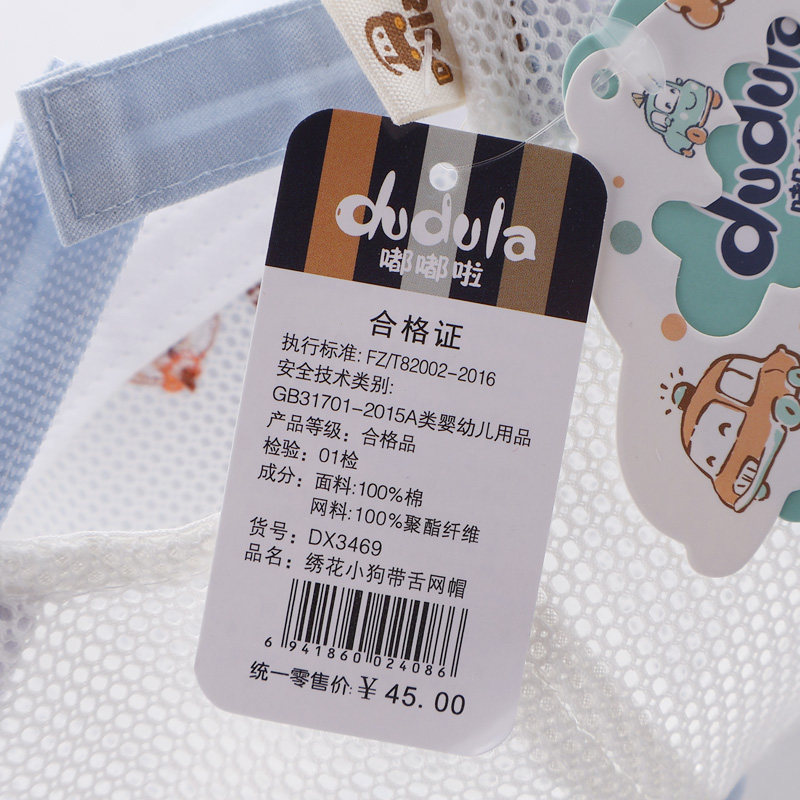 dudula
嘟嘟啦
合格证
执行标准: FZ/T82002-2016
安全技术类别:
GB31701-2015A类婴幼儿用品
产品等级: 合格品
检验: 01检
成分: 面料:100%棉
网料:100%聚酯纤维
货号: DX3469
品名: 绣花小狗带舌网帽
6 941860 024086
统一零售价: ¥ 45.00
dudula